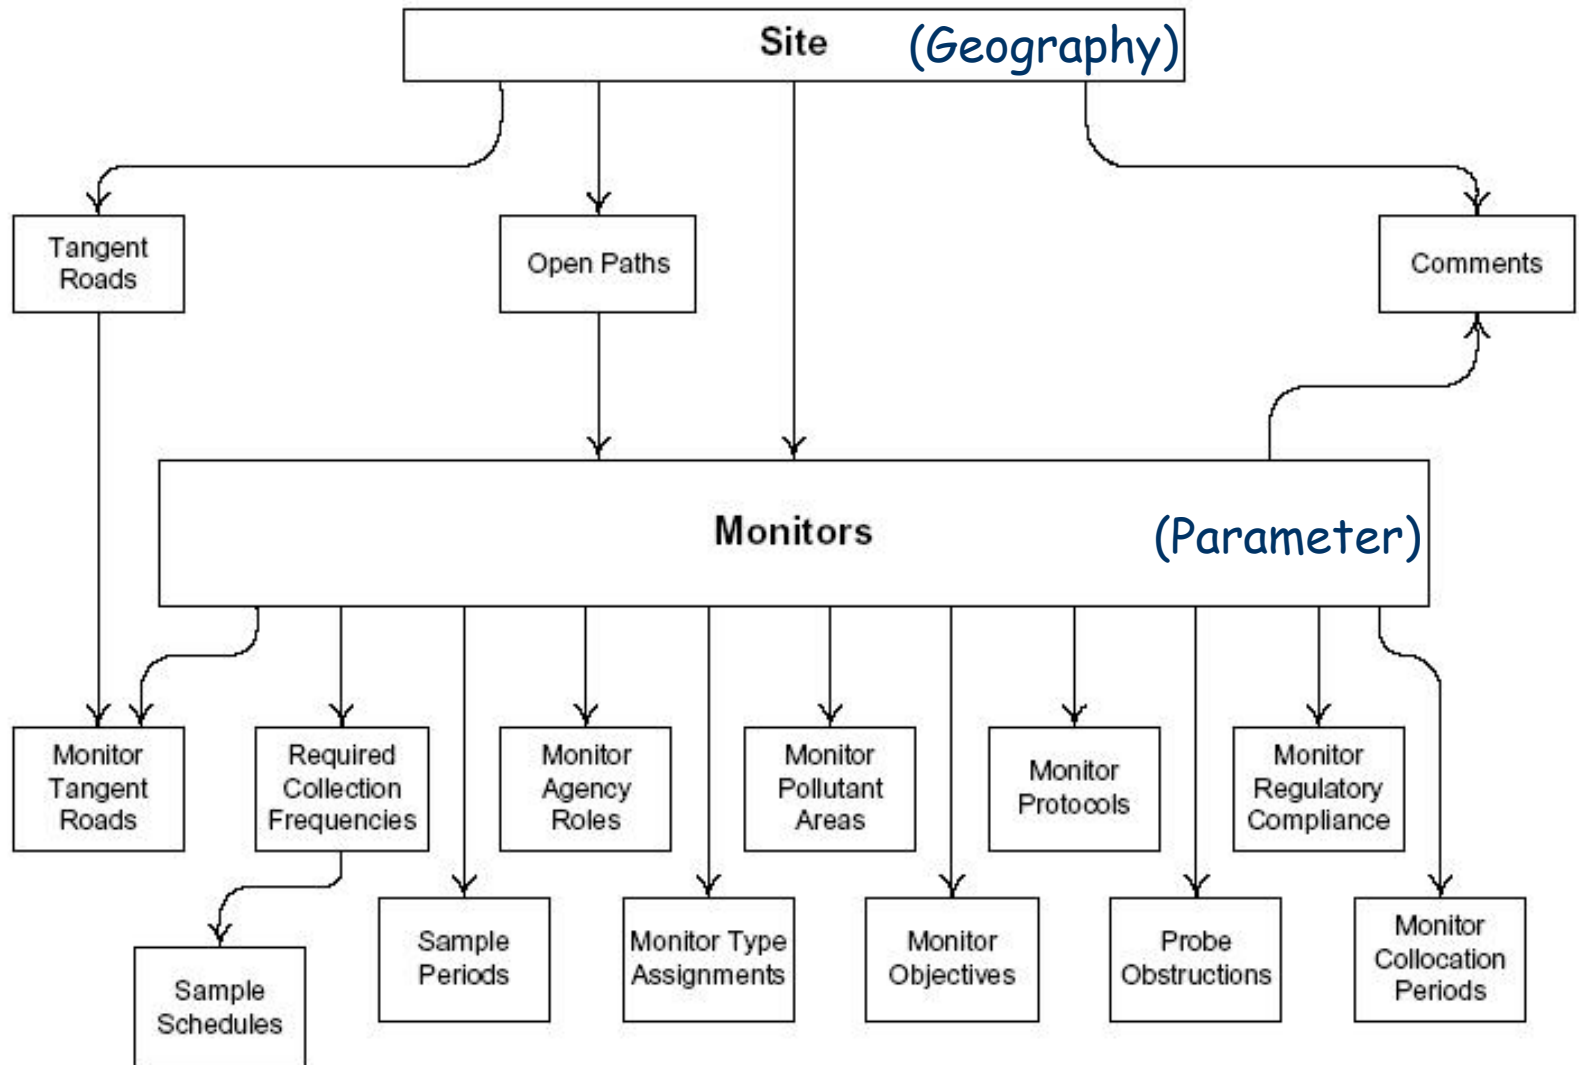 Site (Geography)
Tangent
Roads
Open Paths
Comments
Monitors (Parameter)
Monitor
Tangent
Roads
Required
Collection
Frequencies
Monitor
Agency
Roles
Monitor
Pollutant
Areas
Monitor
Protocols
Monitor
Regulatory
Compliance
Sample
Schedules
Sample
Periods
Monitor Type
Assignments
Monitor
Objectives
Probe
Obstructions
Monitor
Collocation
Periods